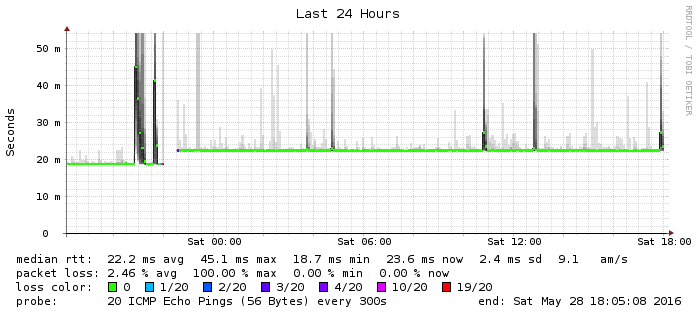 Last 24 Hours
RRDTOOL / TOBI OETIKER
Seconds
50 m
40 m
30 m
20 m
10 m
0
Sat 00:00 Sat 06:00 Sat 12:00 Sat 18:00
median rtt: 22.2 ms avg 45.1 ms max 18.7 ms min 23.6 ms now 2.4 ms sd 9.1 am/s
packet loss: 2.46 % avg 100.00 % max 0.00 % min 0.00 % now
loss color: 0 1/20 2/20 3/20 4/20 10/20 19/20
probe: 20 ICMP Echo Pings (56 Bytes) every 300s end: Sat May 28 18:05:08 2016